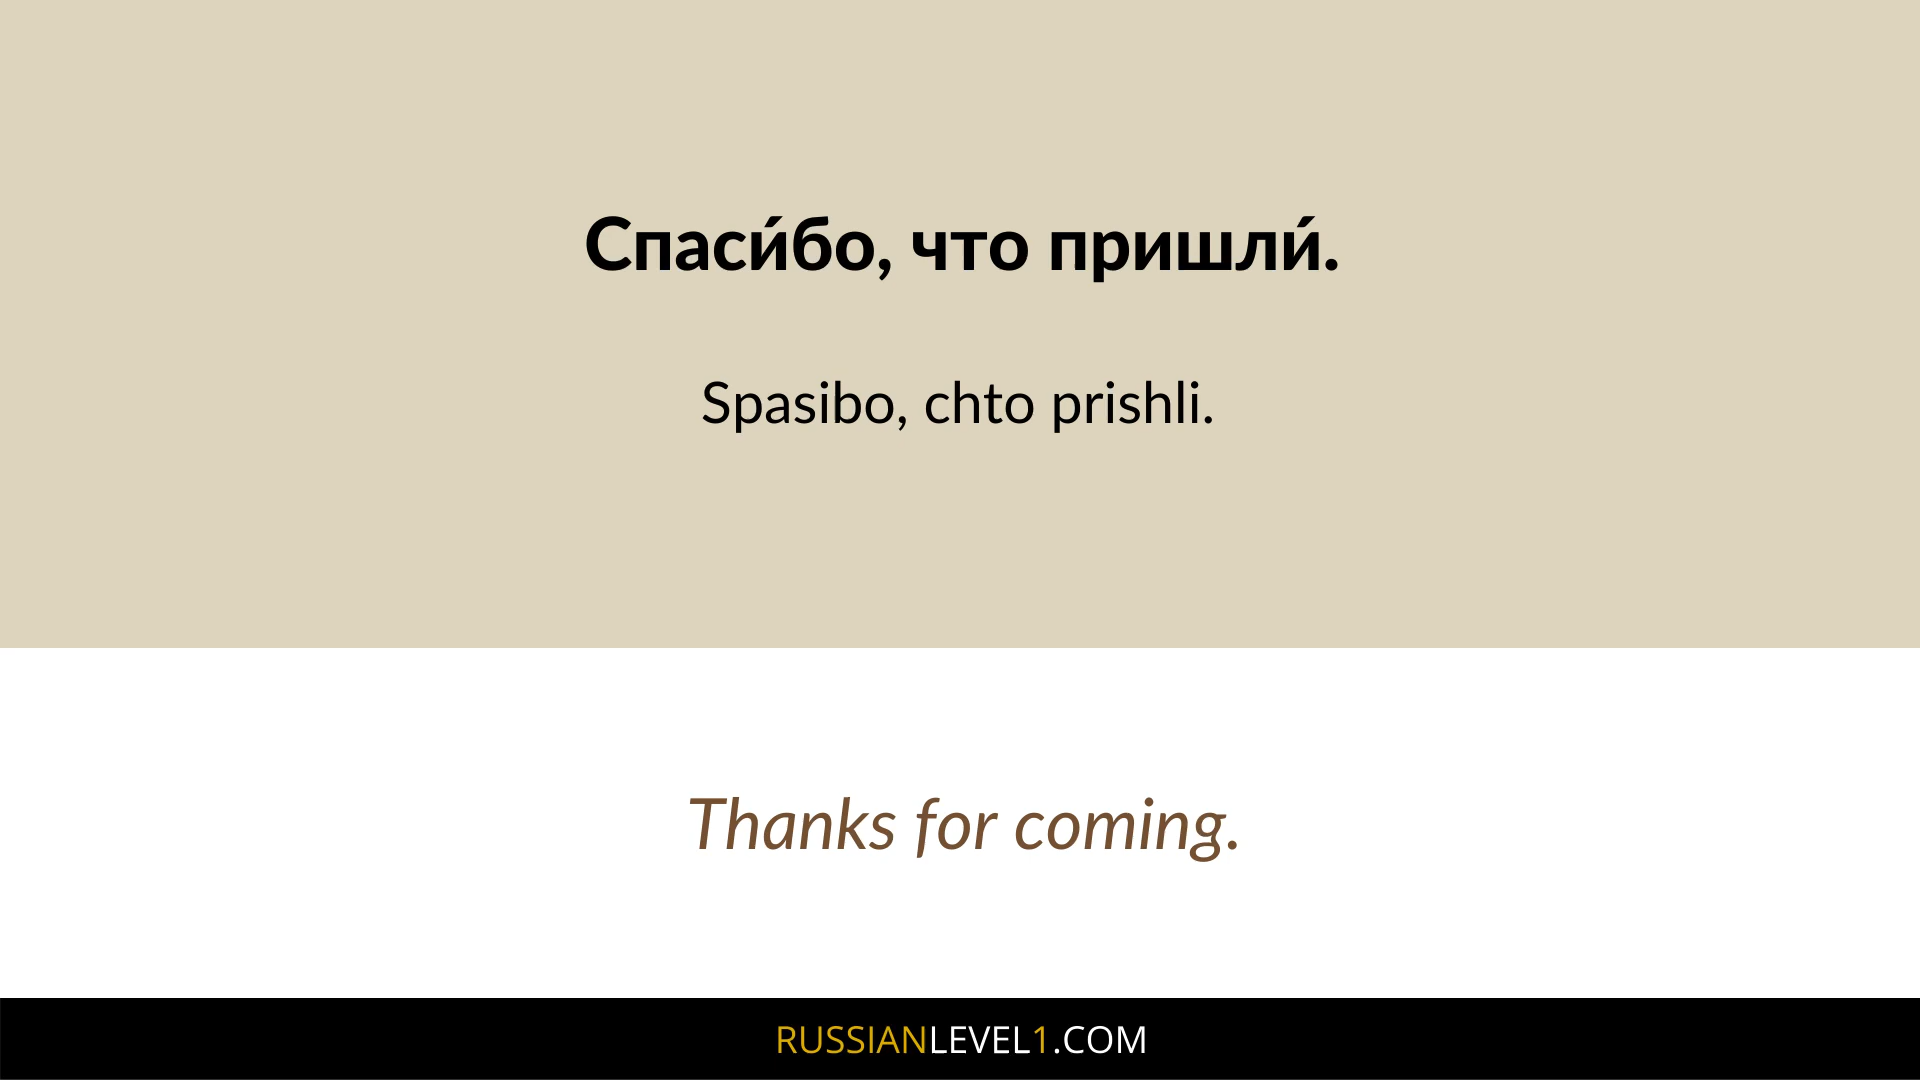 Спаси́бо, что пришли́.
Spasibo, chto prishli.
Thanks for coming.
RUSSIANLEVEL1.COM